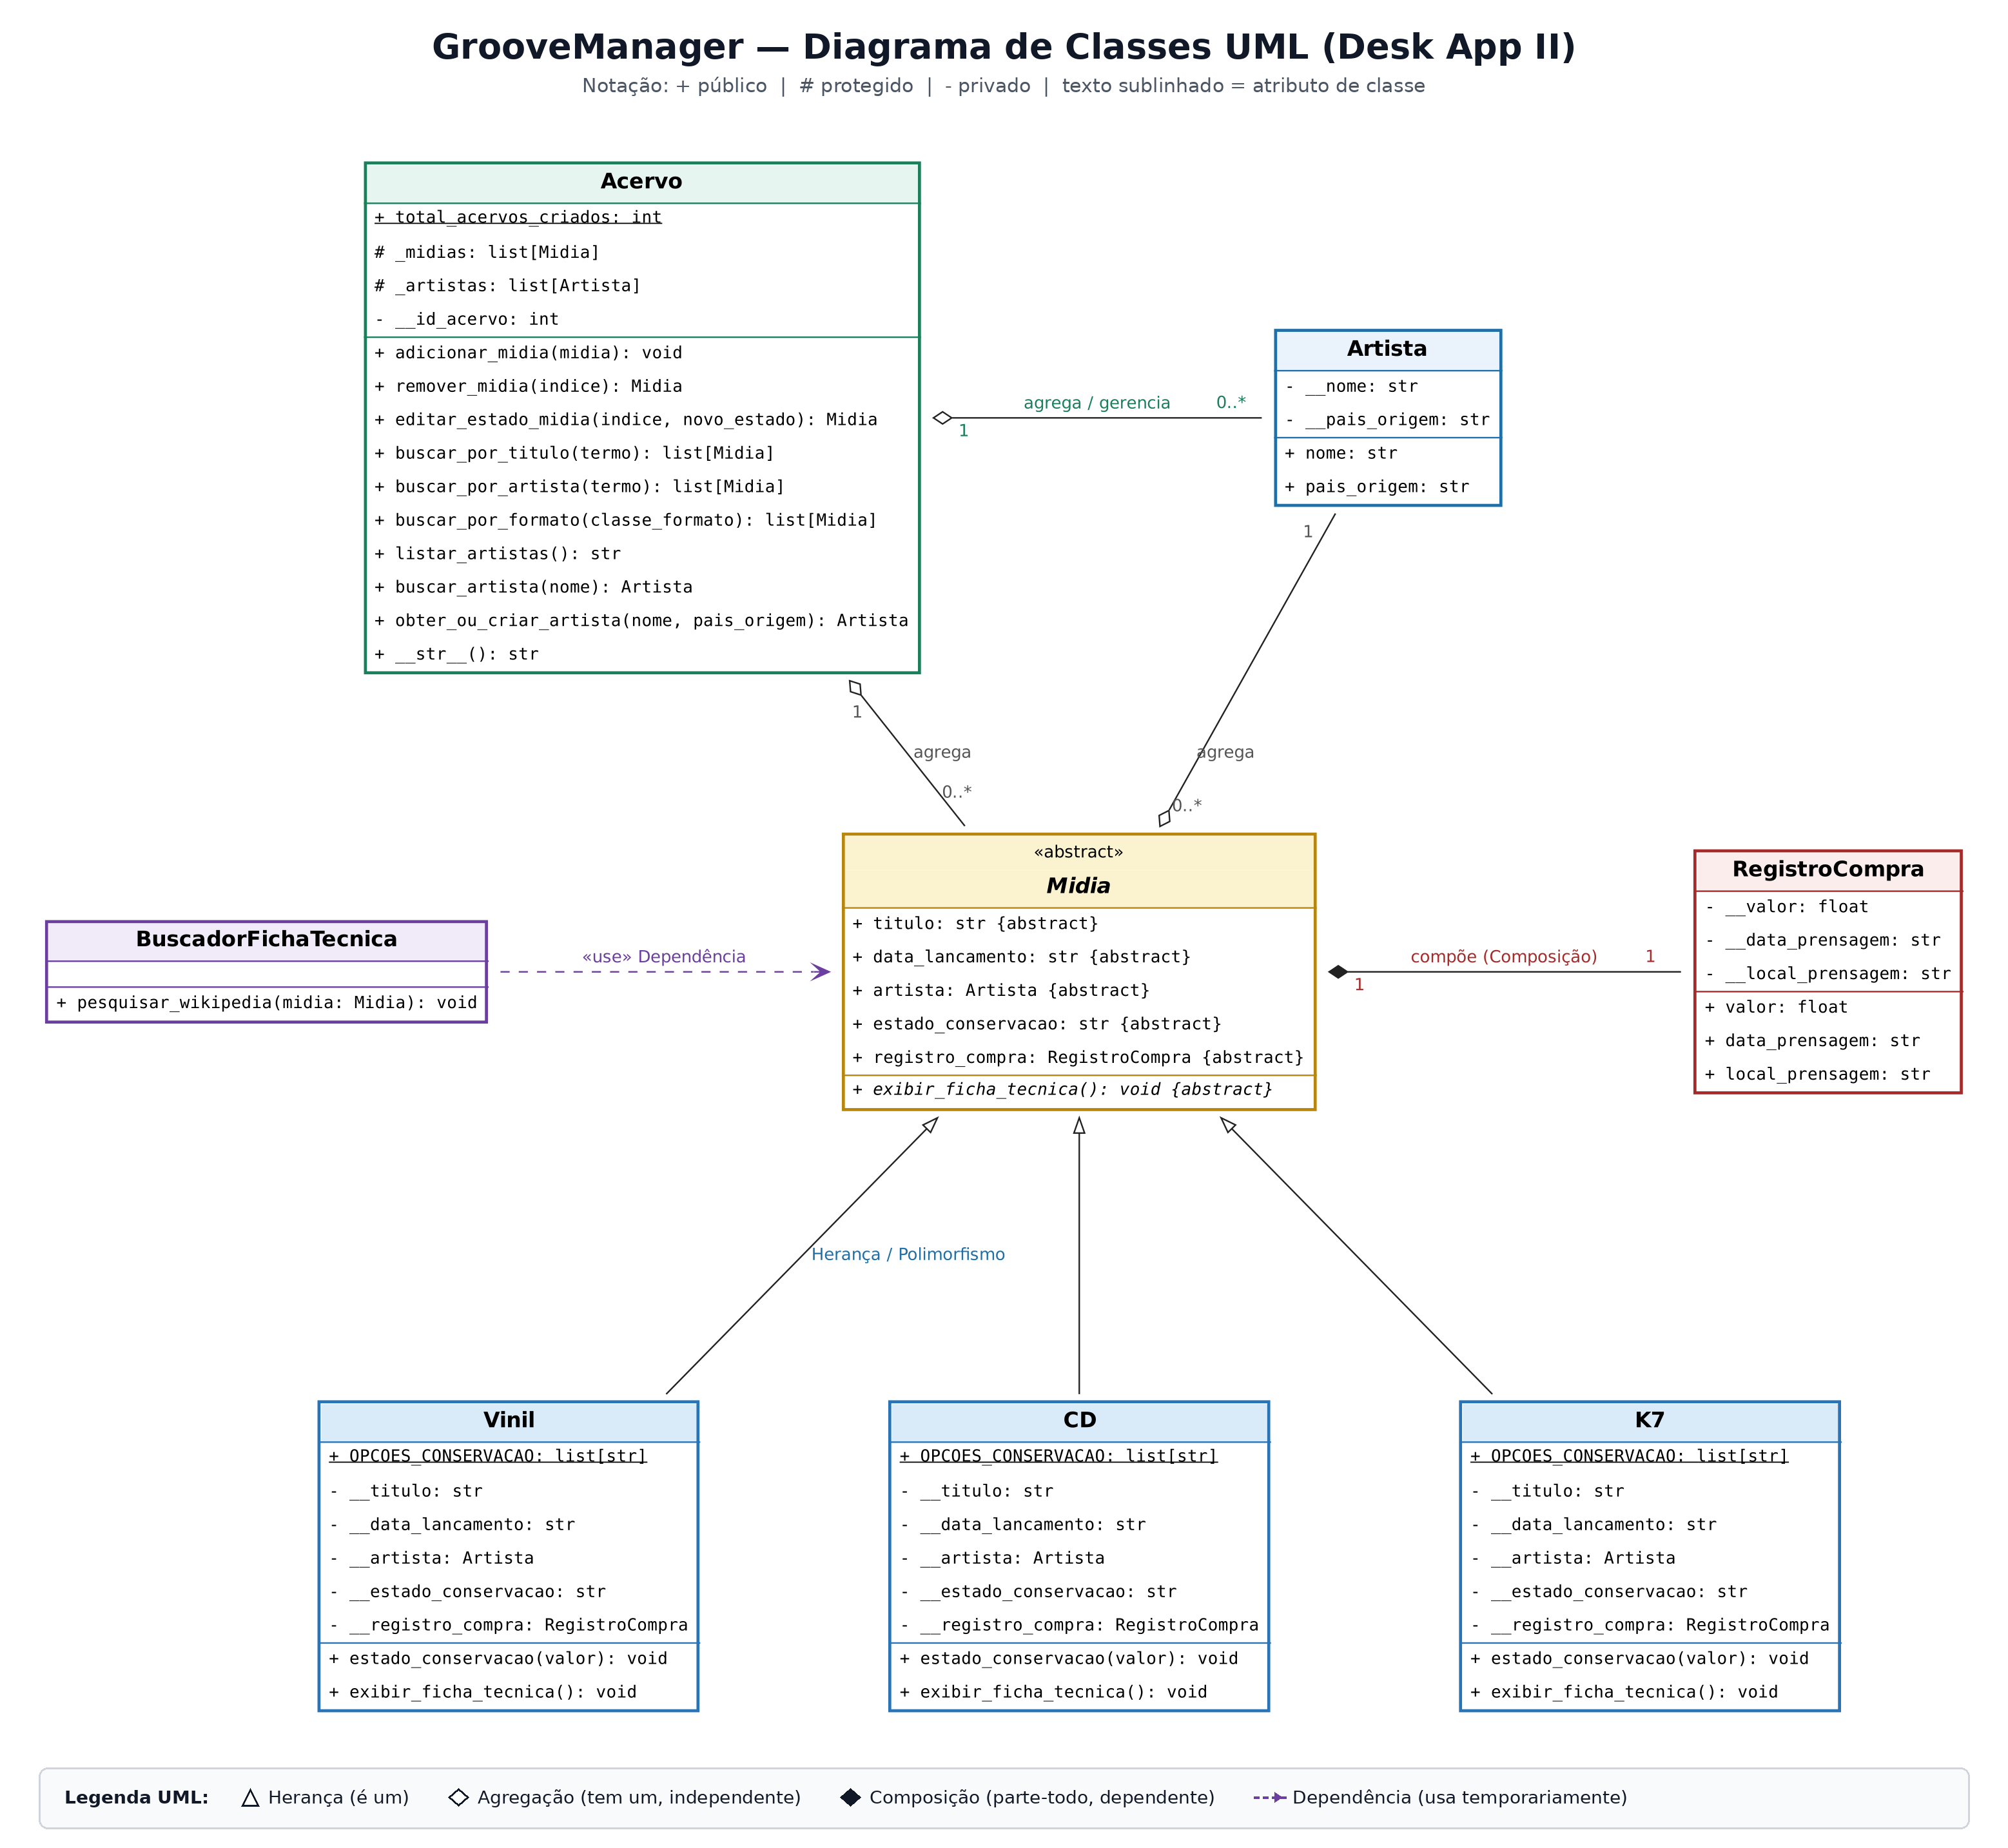 GrooveManager — Diagrama de Classes UML (Desk App II)
Notação: + público | # protegido | - privado | texto sublinhado = atributo de classe
Acervo
+ total_acervos_criados: int
# _midias: list[Midia]
# _artistas: list[Artista]
- __id_acervo: int
+ adicionar_midia(midia): void
+ remover_midia(indice): Midia
+ editar_estado_midia(indice, novo_estado): Midia
+ buscar_por_titulo(termo): list[Midia]
+ buscar_por_artista(termo): list[Midia]
+ buscar_por_formato(classe_formato): list[Midia]
+ listar_artistas(): str
+ buscar_artista(nome): Artista
+ obter_ou_criar_artista(nome, pais_origem): Artista
+ __str__(): str
agrega / gerencia 0..*
1
Artista
- __nome: str
- __pais_origem: str
+ nome: str
+ pais_origem: str
1
agrega
0..*
1
agrega
0..*
BuscadorFichaTecnica
+ pesquisar_wikipedia(midia: Midia): void
«use» Dependência
«abstract»
Midia
+ titulo: str {abstract}
+ data_lancamento: str {abstract}
+ artista: Artista {abstract}
+ estado_conservacao: str {abstract}
+ registro_compra: RegistroCompra {abstract}
+ exibir_ficha_tecnica(): void {abstract}
compõe (Composição) 1
1
RegistroCompra
- __valor: float
- __data_prensagem: str
- __local_prensagem: str
+ valor: float
+ data_prensagem: str
+ local_prensagem: str
Herança / Polimorfismo
Vinil
+ OPCOES_CONSERVACAO: list[str]
- __titulo: str
- __data_lancamento: str
- __artista: Artista
- __estado_conservacao: str
- __registro_compra: RegistroCompra
+ estado_conservacao(valor): void
+ exibir_ficha_tecnica(): void
CD
+ OPCOES_CONSERVACAO: list[str]
- __titulo: str
- __data_lancamento: str
- __artista: Artista
- __estado_conservacao: str
- __registro_compra: RegistroCompra
+ estado_conservacao(valor): void
+ exibir_ficha_tecnica(): void
K7
+ OPCOES_CONSERVACAO: list[str]
- __titulo: str
- __data_lancamento: str
- __artista: Artista
- __estado_conservacao: str
- __registro_compra: RegistroCompra
+ estado_conservacao(valor): void
+ exibir_ficha_tecnica(): void
Legenda UML: Herança (é um) Agregação (tem um, independente) Composição (parte-todo, dependente) Dependência (usa temporariamente)